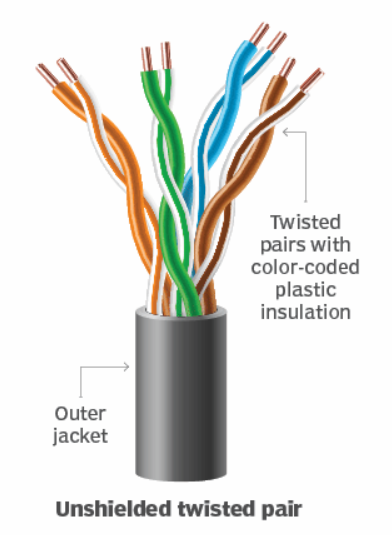 Twisted
pairs with
color-coded
plastic
insulation
Outer
jacket
Unshielded twisted pair